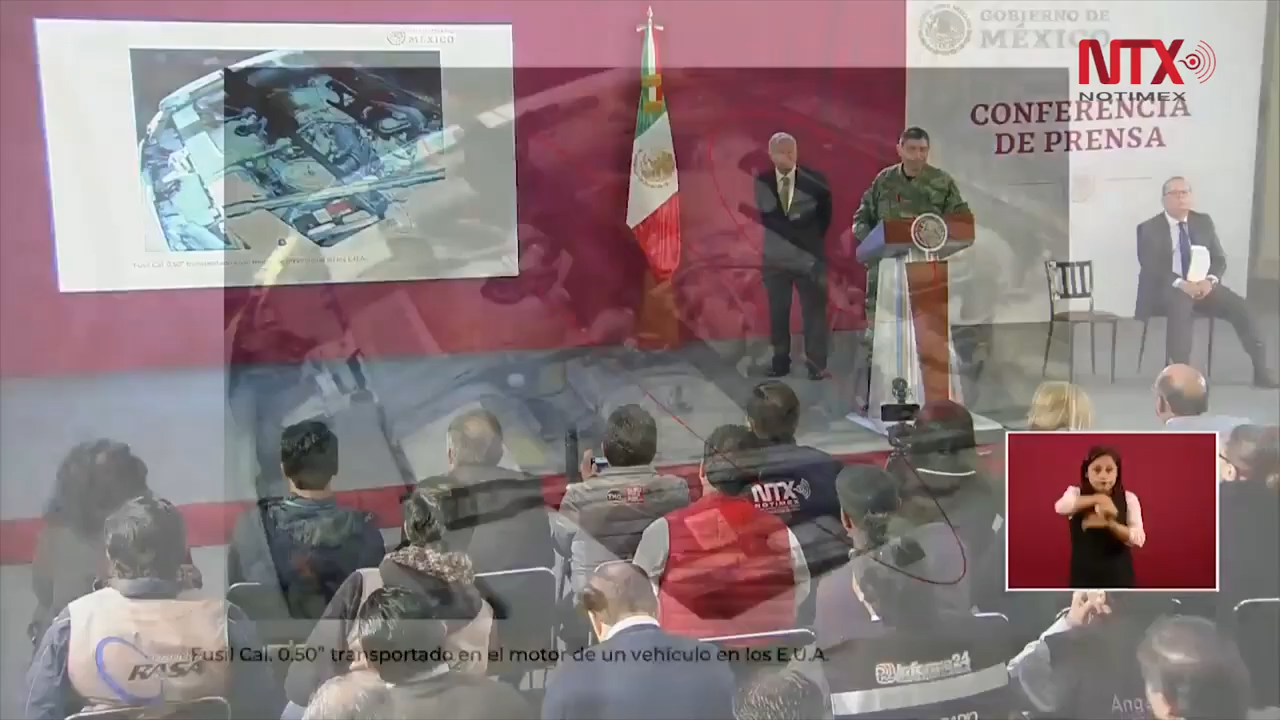 GOBIERNO DE
MÉXICO
MÉXICO
NTX
NOTIMEX
CONFERENCIA
DE PRENSA
NTX
NOTIMEX
RASA
Fusil Cal. 0.50" transportado en el motor de un vehículo en los E.U.A.
Informa24